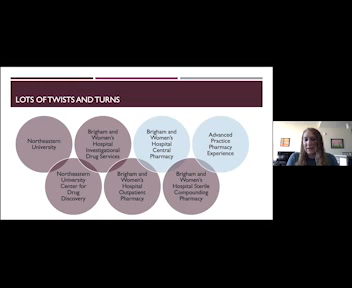 LOTS OF TWISTS AND TURNS
Northeastern
University
Brigham and
Women's
Hospital
Investigational
Drug Services
Brigham and
Women's
Hospital
Central
Pharmacy
Advanced
Practice
Pharmacy
Experience
Northeastern
University
Center for
Drug
Discovery
Brigham and
Women's
Hospital
Outpatient
Pharmacy
Brigham and
Women's
Hospital Sterile
Compounding
Pharmacy